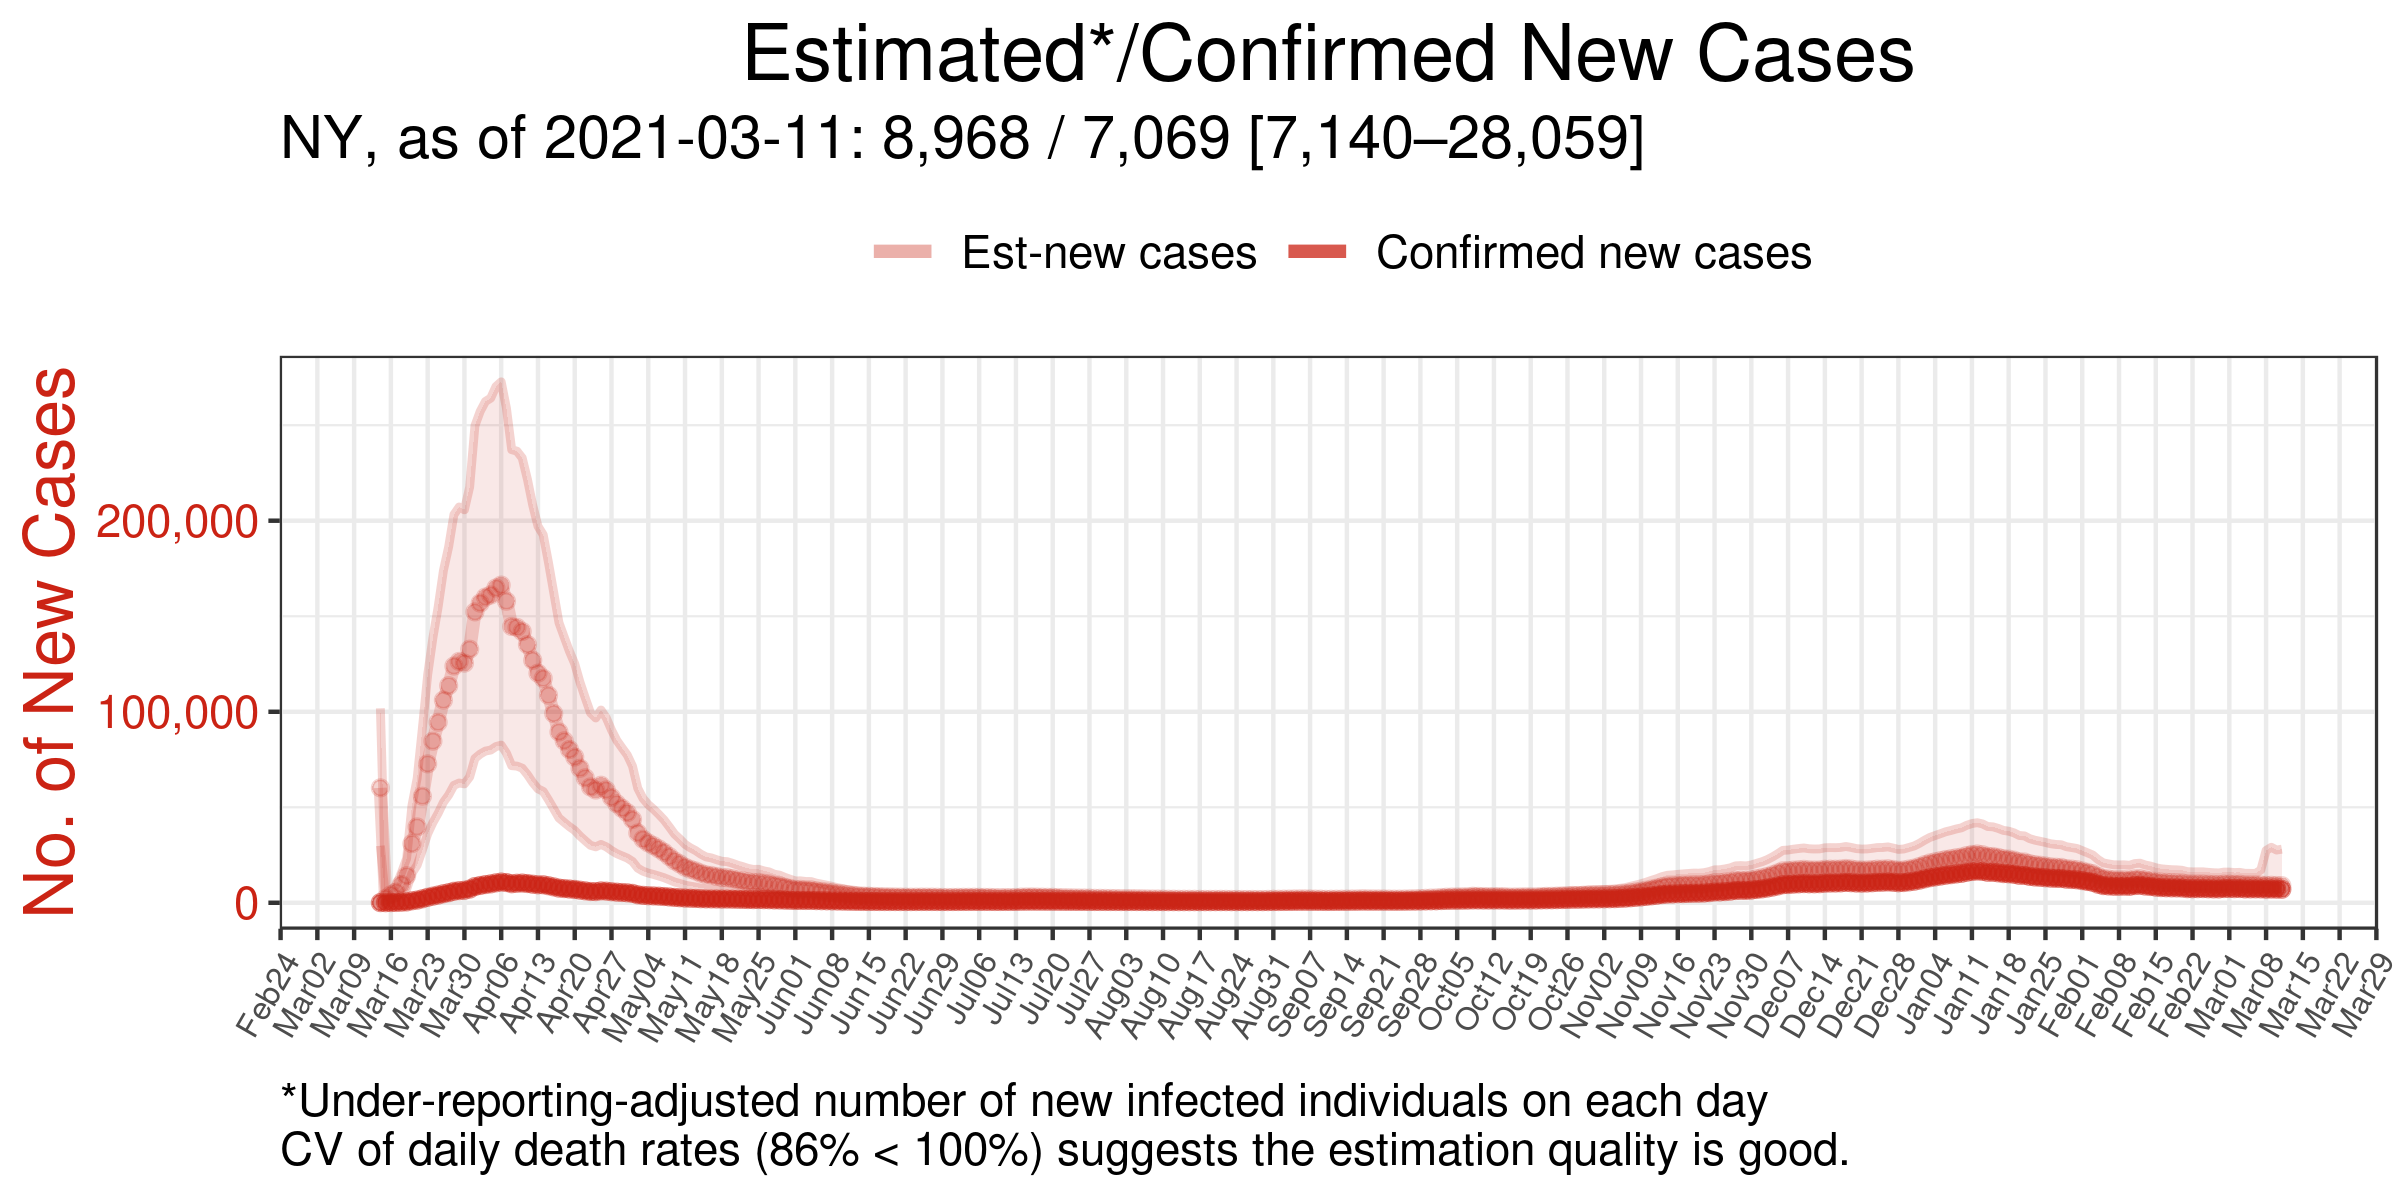 Estimated*/Confirmed New Cases
NY, as of 2021-03-11: 8,968 / 7,069 [7,140–28,059]
Est-new cases
Confirmed new cases
No. of New Cases
200,000
100,000
0
Feb24
Mar02
Mar09
Mar16
Mar23
Mar30
Apr06
Apr13
Apr20
Apr27
May04
May11
May18
May25
Jun01
Jun08
Jun15
Jun22
Jun29
Jul06
Jul13
Jul20
Jul27
Aug03
Aug10
Aug17
Aug24
Aug31
Sep07
Sep14
Sep21
Sep28
Oct05
Oct12
Oct19
Oct26
Nov02
Nov09
Nov16
Nov23
Nov30
Dec07
Dec14
Dec21
Dec28
Jan04
Jan11
Jan18
Jan25
Feb01
Feb08
Feb15
Feb22
Mar01
Mar08
Mar15
Mar22
Mar29
*Under-reporting-adjusted number of new infected individuals on each day
CV of daily death rates (86% < 100%) suggests the estimation quality is good.